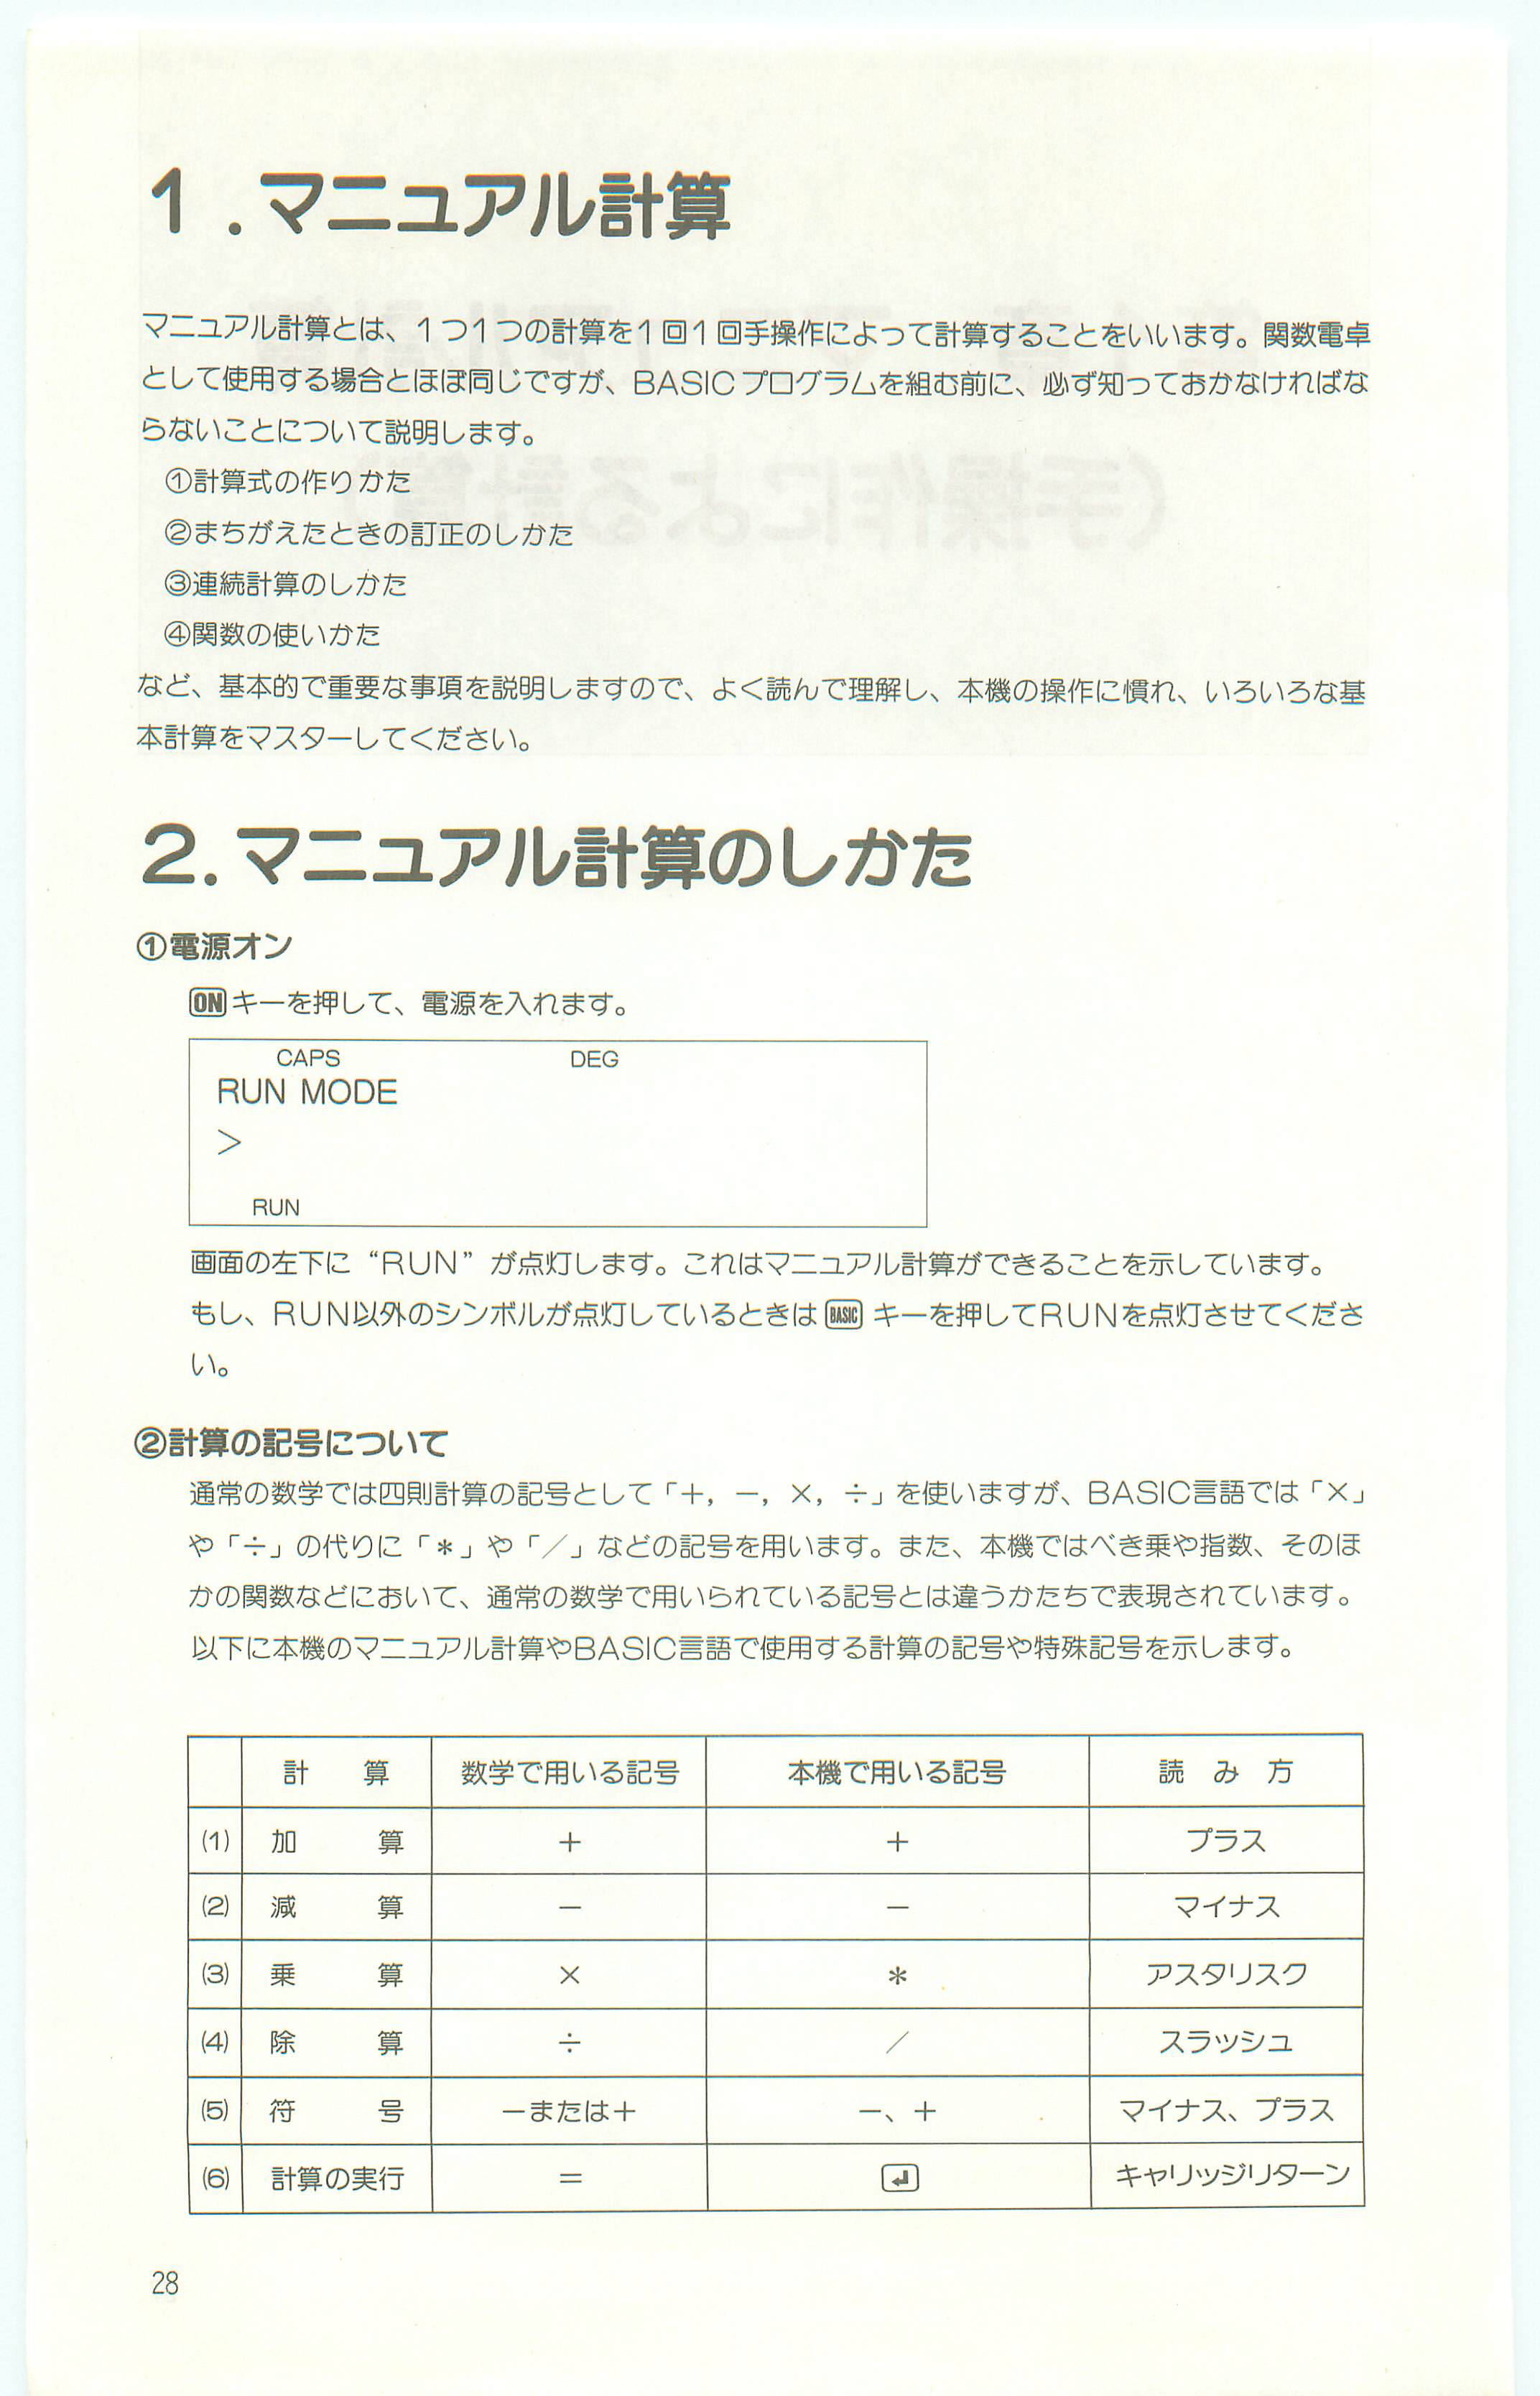 1.マニュアル計算
マニュアル計算とは、1つ1つの計算を1回1回手操作によって計算することをいいます。関数電卓
として使用する場合とほぼ同じですが、BASICプログラムを組む前に、必ず知っておかなければな
らないことについて説明します。
①計算式の作りかた
②まちがえたときの訂正のしかた
③連続計算のしかた
④関数の使いかた
など、基本的で重要な事項を説明しますので、よく読んで理解し、本機の操作に慣れ、いろいろな基
本計算をマスターしてください。
2.マニュアル計算のしかた
①電源オン
ONキーを押して、電源を入れます。
CAPS DEG
RUN MODE
>
RUN
画面の左下に“RUN”が点灯します。これはマニュアル計算ができることを示しています。
もし、RUN以外のシンボルが点灯しているときはBASICキーを押してRUNを点灯させてくださ
い。
②計算の記号について
通常の数学では四則計算の記号として「+, −, ×, ÷」を使いますが、BASIC言語では「×」
や「÷」の代りに「*」や「/」などの記号を用います。また、本機ではべき乗や指数、そのほ
かの関数などにおいて、通常の数学で用いられている記号とは違うかたちで表現されています。
以下に本機のマニュアル計算やBASIC言語で使用する計算の記号や特殊記号を示します。
計算 数学で用いる記号 本機で用いる記号 読み方
(1) 加算 + + プラス
(2) 減算 − − マイナス
(3) 乗算 × * アスタリスク
(4) 除算 ÷ / スラッシュ
(5) 符号 −または+ −、+ マイナス、プラス
(6) 計算の実行 = ↵ キャリッジリターン
28